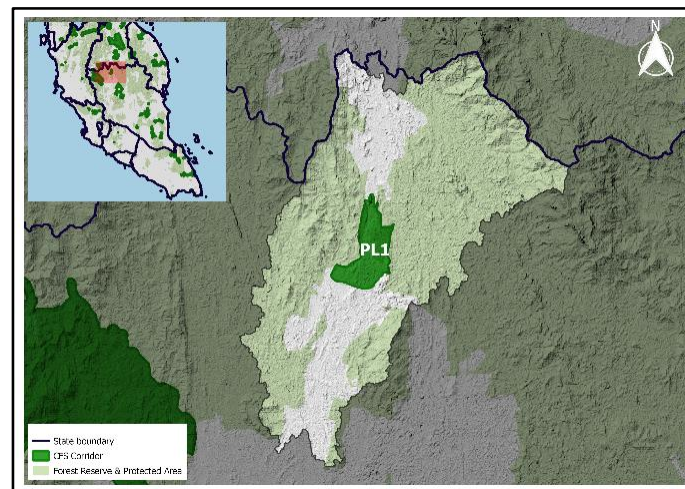 N
PL1
State boundary
CFS Corridor
Forest Reserve & Protected Area